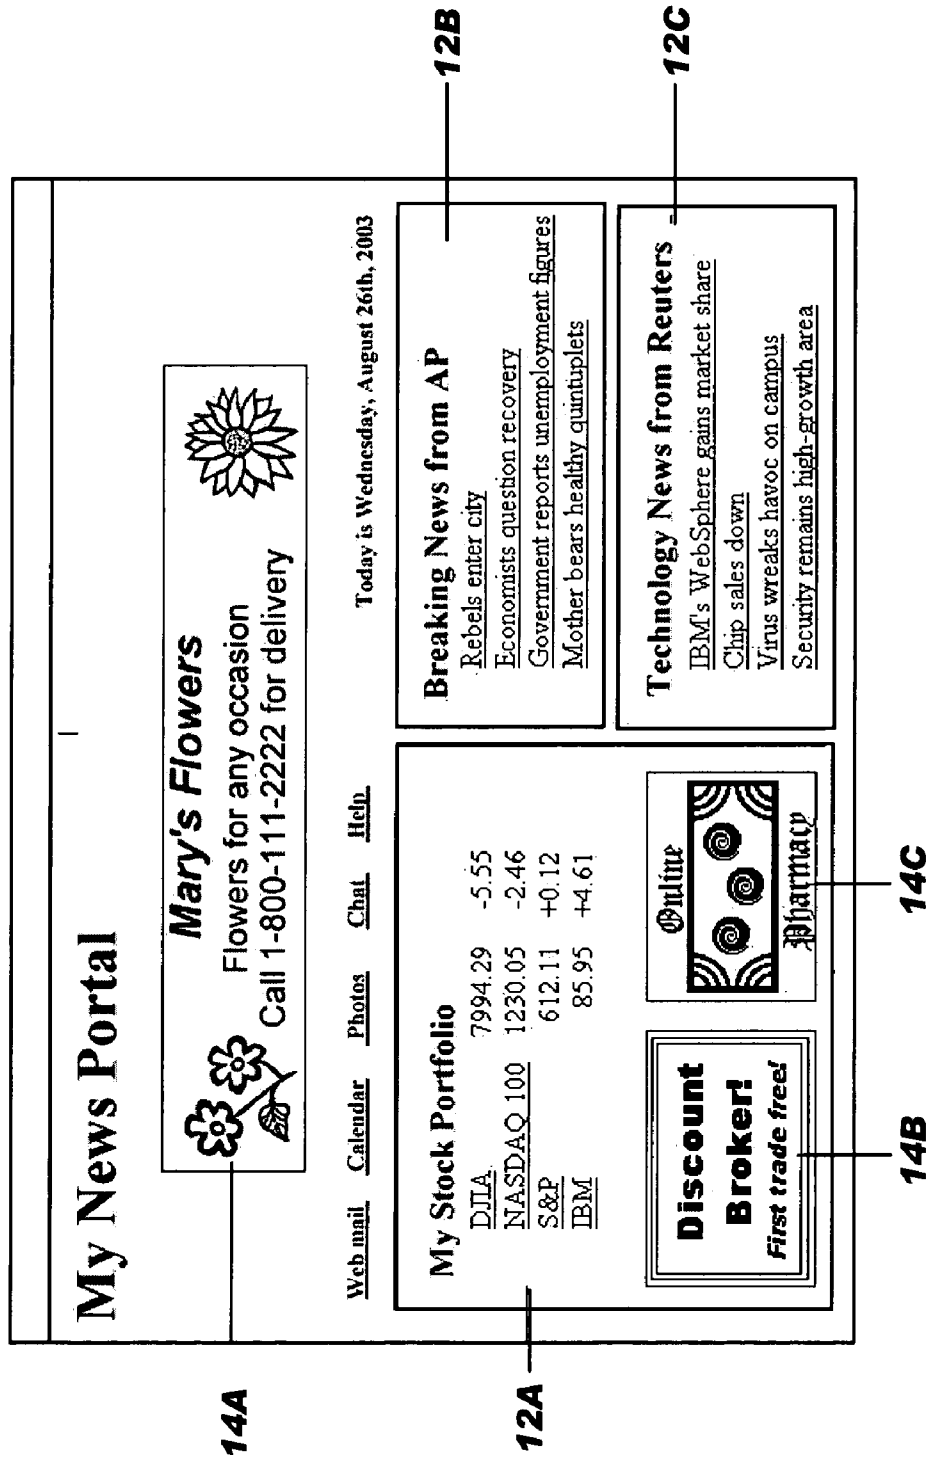 My News Portal
14A
Mary's Flowers
Flowers for any occasion
Call 1-800-111-2222 for delivery
Web mail Calendar Photos Chat Help
Today is Wednesday, August 26th, 2003
12A
My Stock Portfolio
DJIA 7994.29 -5.55
NASDAQ 100 1230.05 -2.46
S&P 612.11 +0.12
IBM 85.95 +4.61
14B
Discount
Broker!
First trade free!
14C
Online
Pharmacy
12B
Breaking News from AP
Rebels enter city
Economists question recovery
Government reports unemployment figures
Mother bears healthy quintuplets
12C
Technology News from Reuters
IBM's WebSphere gains market share
Chip sales down
Virus wreaks havoc on campus
Security remains high-growth area